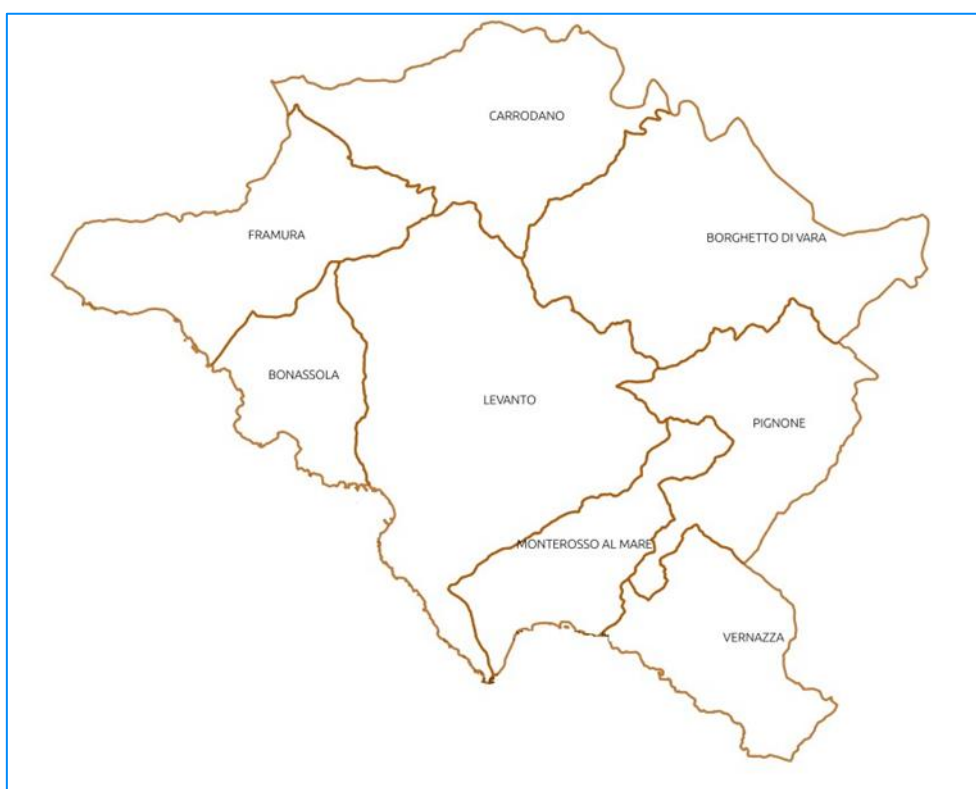 CARRODANO
FRAMURA
BORGHETTO DI VARA
BONASSOLA
LEVANTO
PIGNONE
MONTEROSSO AL MARE
VERNAZZA